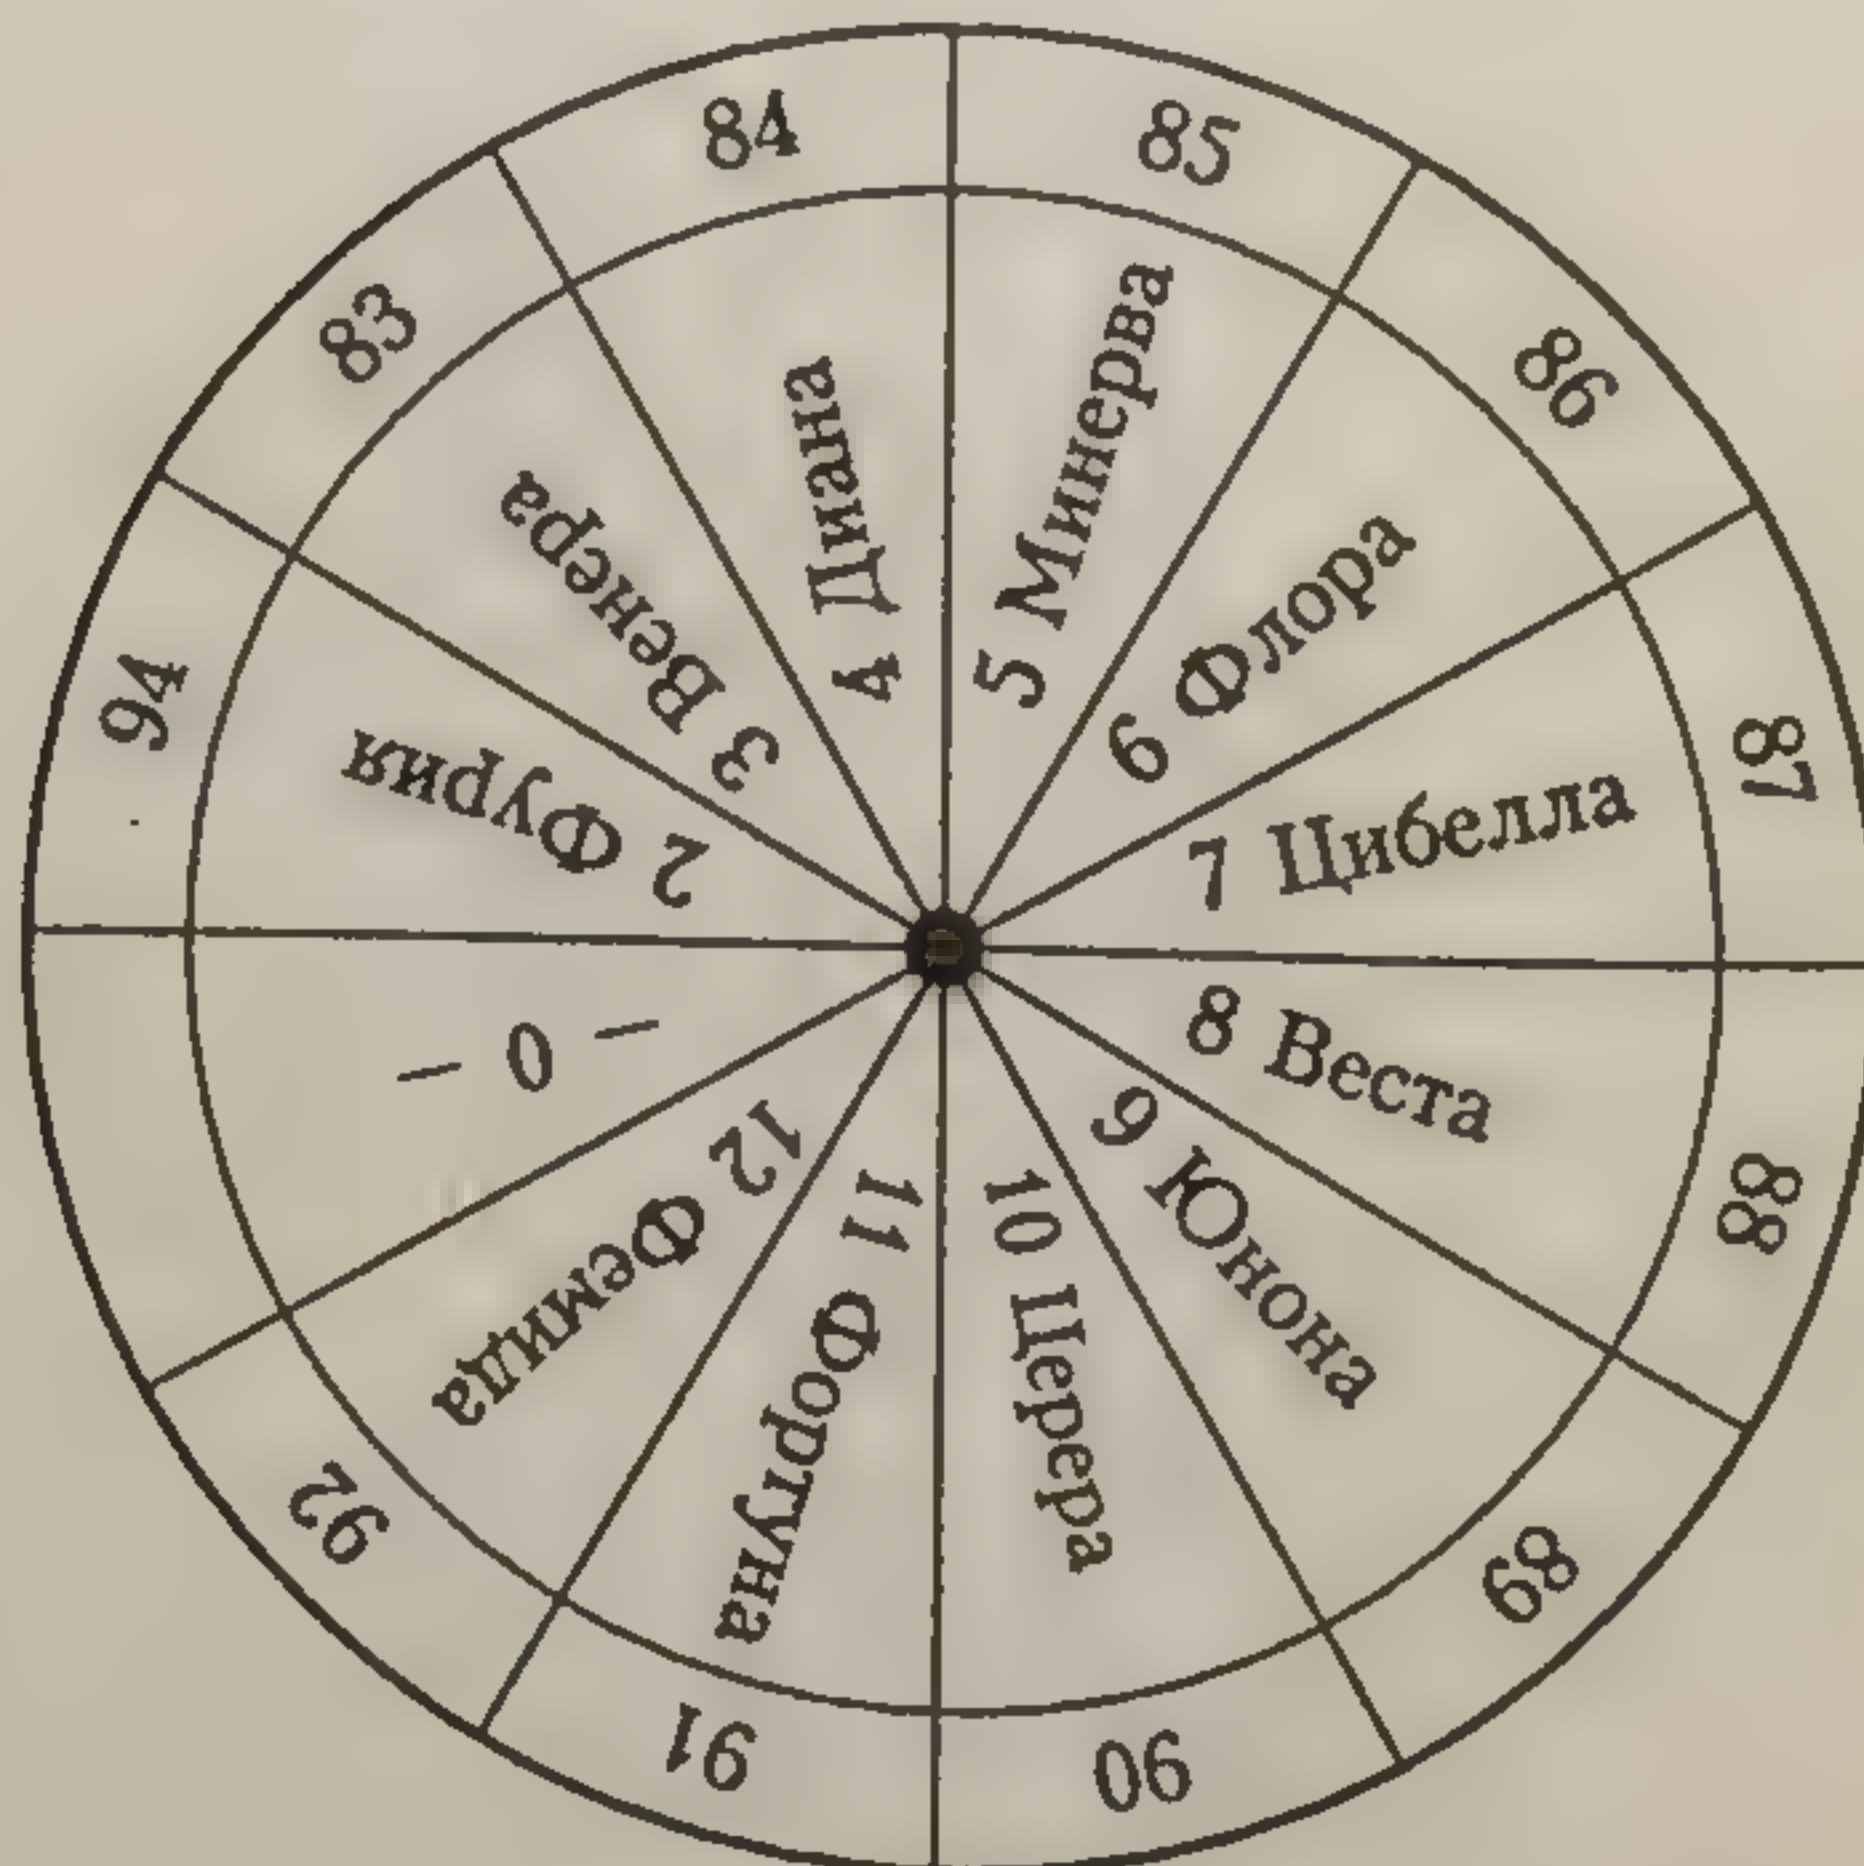 84
85
86
87
88
89
90
91
92
94
83
4 Диана
5 Минерва
6 Флора
7 Цибелла
8 Веста
9 Юнона
10 Церера
11 Фортуна
12 Фемида
— 0 —
2 Фурия
3 Венера